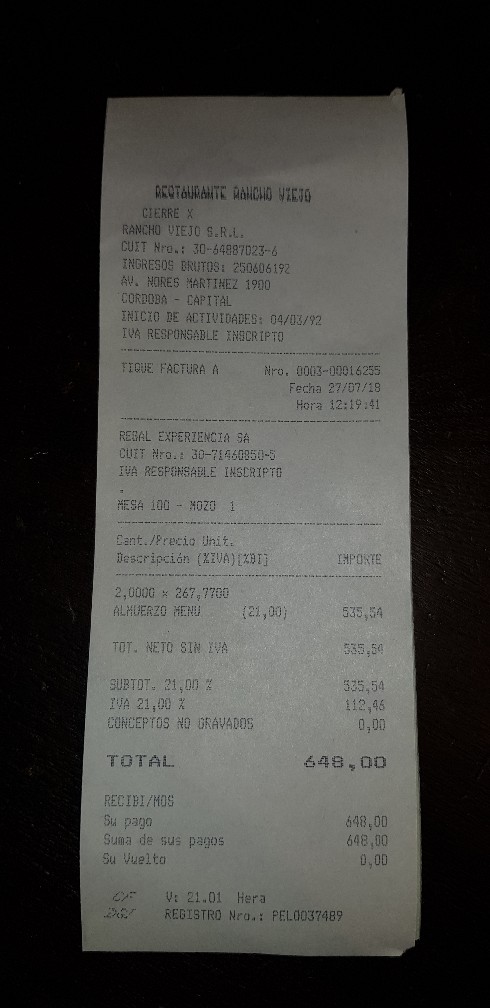 RESTAURANTE RANCHO VIEJO
CIERRE X
RANCHO VIEJO S.R.L.
CUIT Nro.: 30-64887023-6
INGRESOS BRUTOS: 250606192
AV. NORES MARTINEZ 1900
CORDOBA - CAPITAL
INICIO DE ACTIVIDADES: 04/03/92
IVA RESPONSABLE INSCRIPTO
TIQUE FACTURA A Nro. 0003-00016255
Fecha 27/07/18
Hora 12:19:41
REGAL EXPERIENCIA SA
CUIT Nro.: 30-71460850-5
IVA RESPONSABLE INSCRIPTO
.
MESA 100 - MOZO 1
Cant./Precio Unit.
Descripción (%IVA)[%BI] IMPORTE
2,0000 x 267,7700
ALMUERZO MENU (21,00) 535,54
TOT. NETO SIN IVA 535,54
SUBTOT. 21,00 % 535,54
IVA 21,00 % 112,46
CONCEPTOS NO GRAVADOS 0,00
TOTAL 648,00
RECIBI/MOS
Su pago 648,00
Suma de sus pagos 648,00
Su Vuelto 0,00
CF V: 21.01 Hera
DGI REGISTRO Nro.: PEL0037489